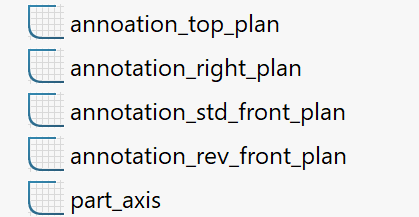 annoation_top_plan
annotation_right_plan
annotation_std_front_plan
annotation_rev_front_plan
part_axis